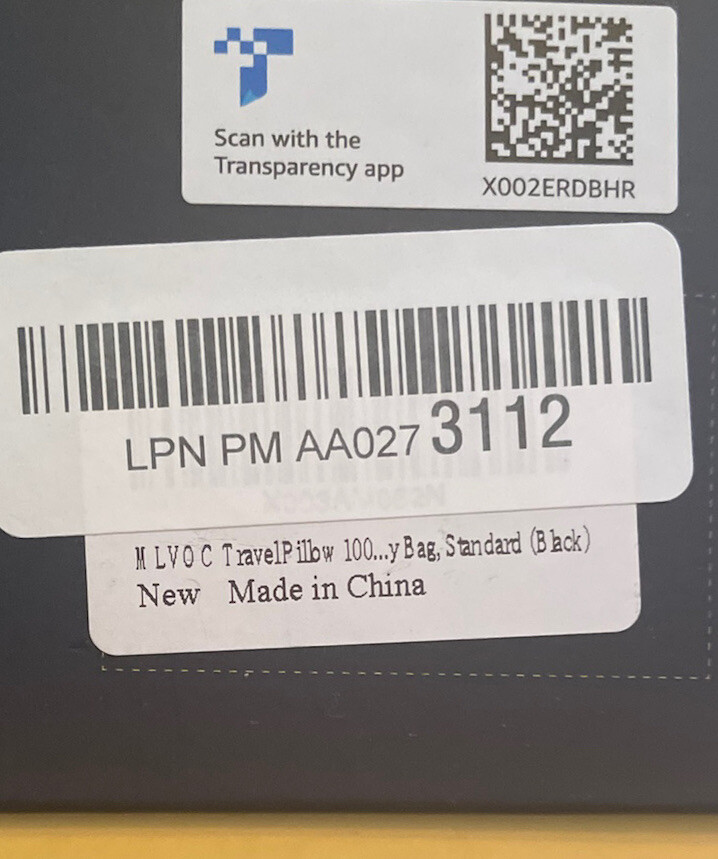 Scan with the
Transparency app
X002ERDBHR
LPN PM AA027 3112
MLVOC TravelPillow 100...y Bag, Standard (Black)
New Made in China